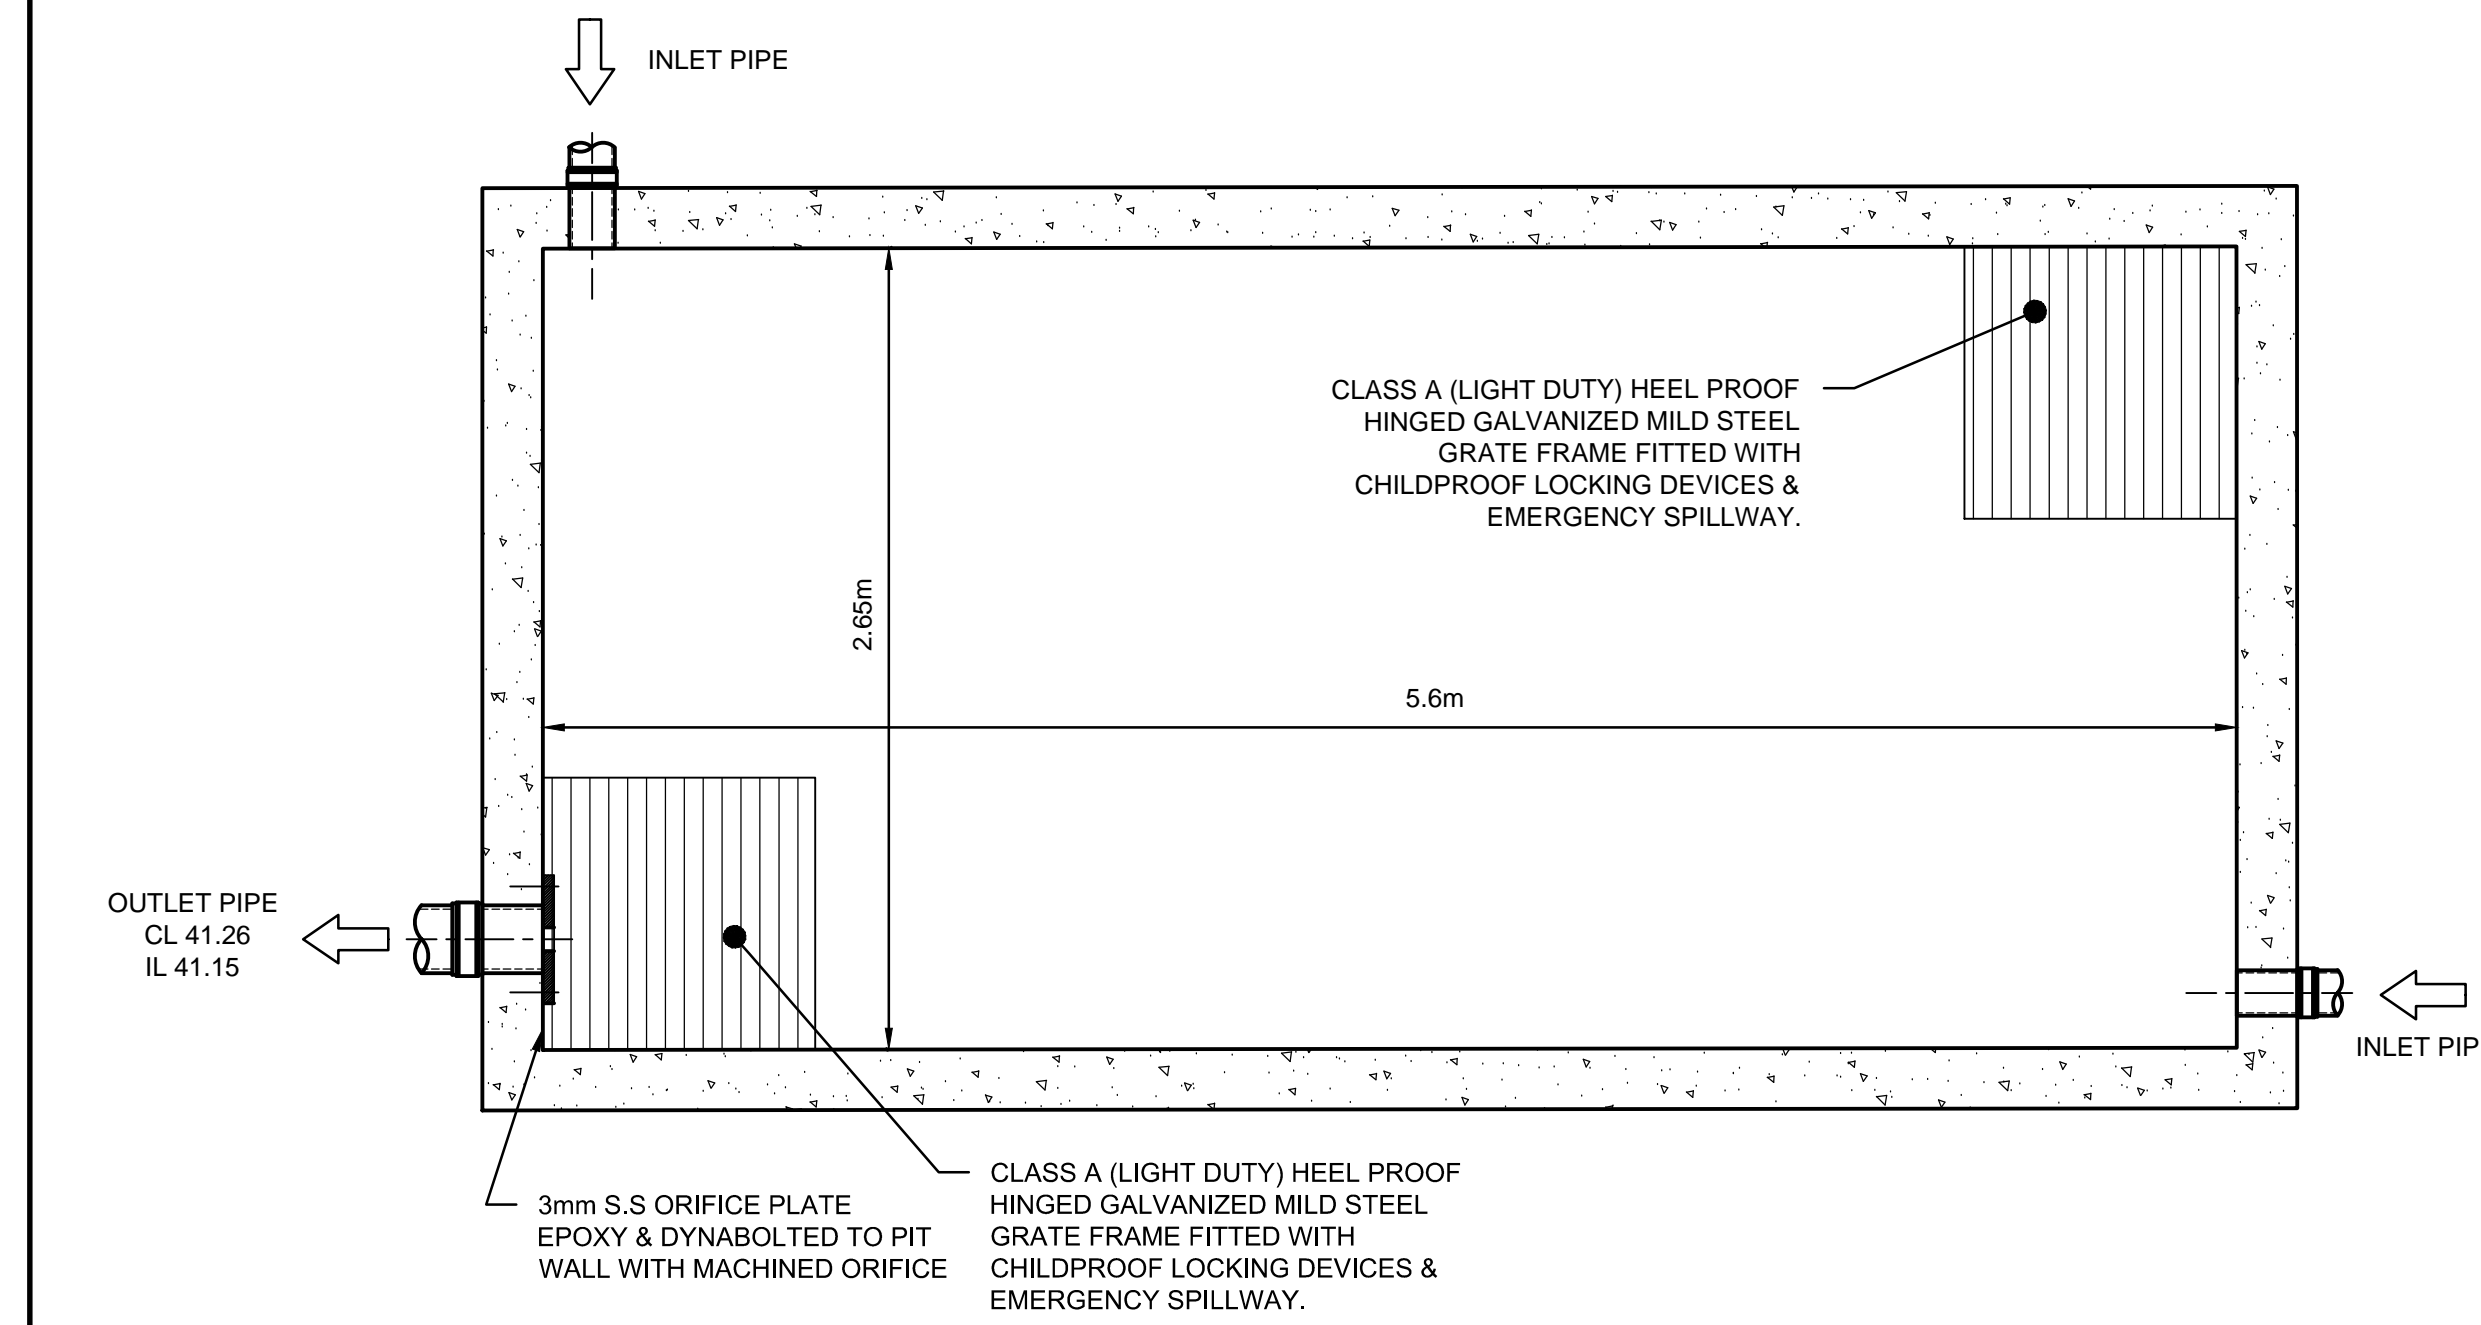 INLET PIPE
CLASS A (LIGHT DUTY) HEEL PROOF
HINGED GALVANIZED MILD STEEL
GRATE FRAME FITTED WITH
CHILDPROOF LOCKING DEVICES &
EMERGENCY SPILLWAY.
2.65m
5.6m
OUTLET PIPE
CL 41.26
IL 41.15
INLET PIP
3mm S.S ORIFICE PLATE
EPOXY & DYNABOLTED TO PIT
WALL WITH MACHINED ORIFICE
CLASS A (LIGHT DUTY) HEEL PROOF
HINGED GALVANIZED MILD STEEL
GRATE FRAME FITTED WITH
CHILDPROOF LOCKING DEVICES &
EMERGENCY SPILLWAY.